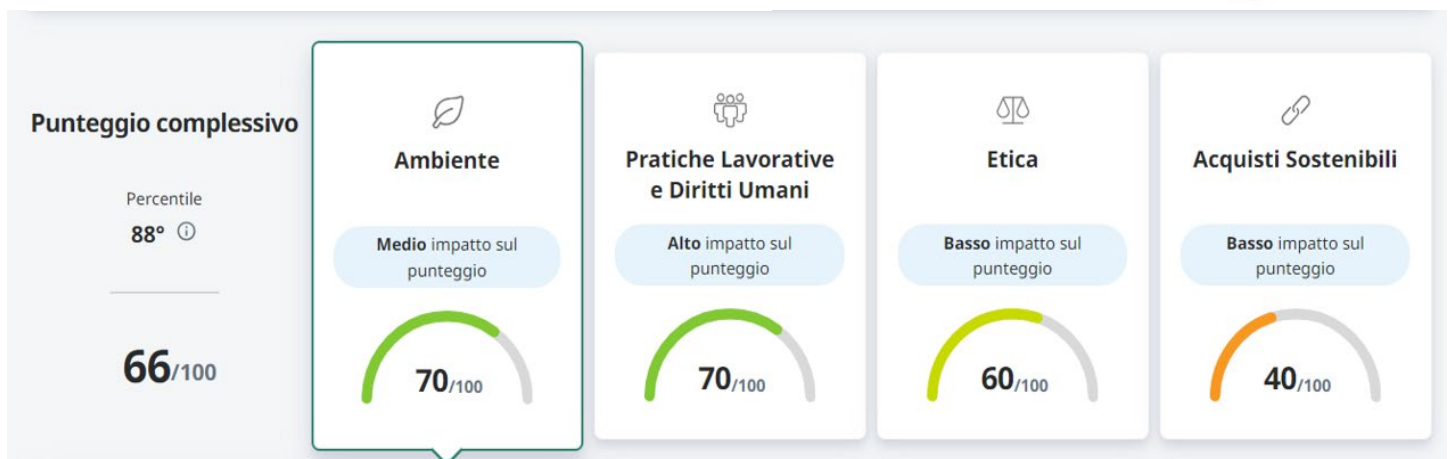 Punteggio complessivo
Percentile
88°
66/100
Ambiente
Medio impatto sul
punteggio
70/100
Pratiche Lavorative
e Diritti Umani
Alto impatto sul
punteggio
70/100
Etica
Basso impatto sul
punteggio
60/100
Acquisti Sostenibili
Basso impatto sul
punteggio
40/100